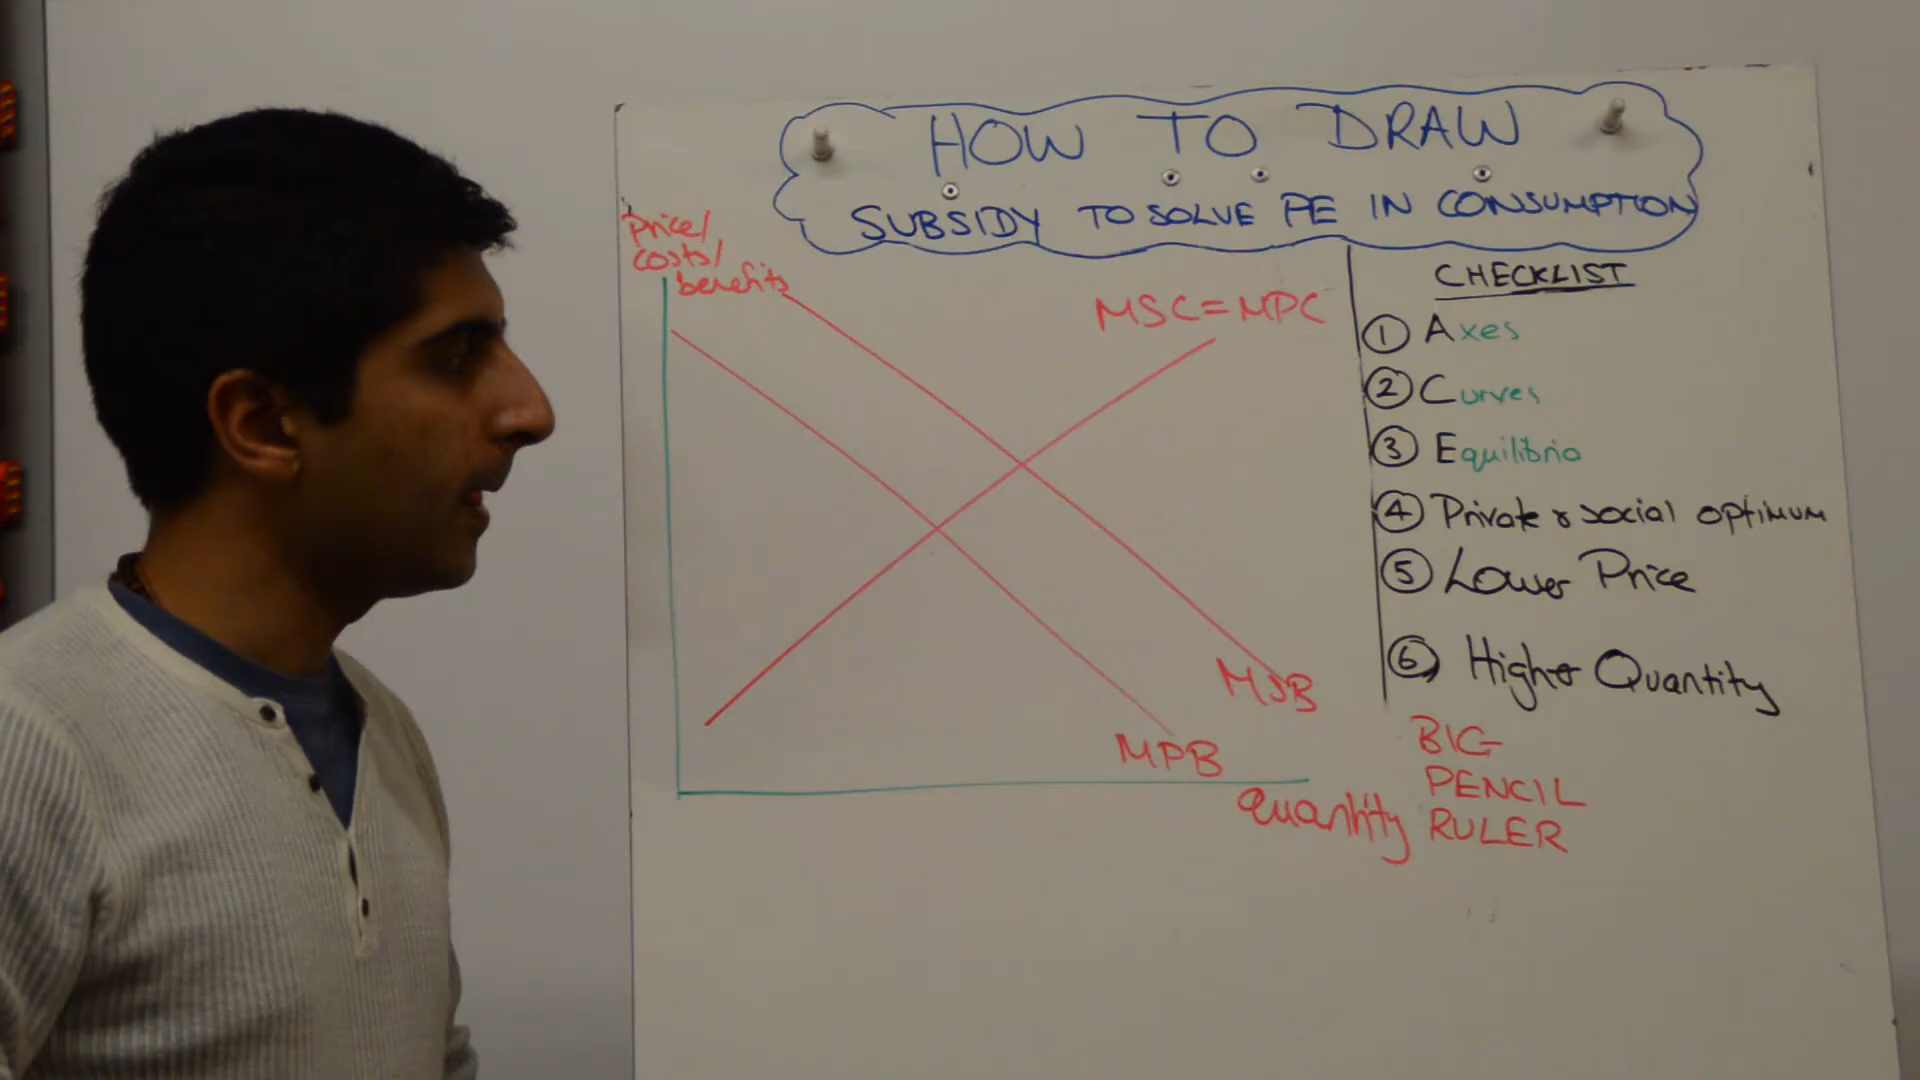 HOW TO DRAW
SUBSIDY TO SOLVE PE IN CONSUMPTION
Price/
costs/
benefits
MSC=MPC
MSB
MPB
quantity
CHECKLIST
① Axes
② Curves
③ Equilibria
④ Private & social optimum
⑤ Lower Price
⑥ Higher Quantity
BIG
PENCIL
RULER